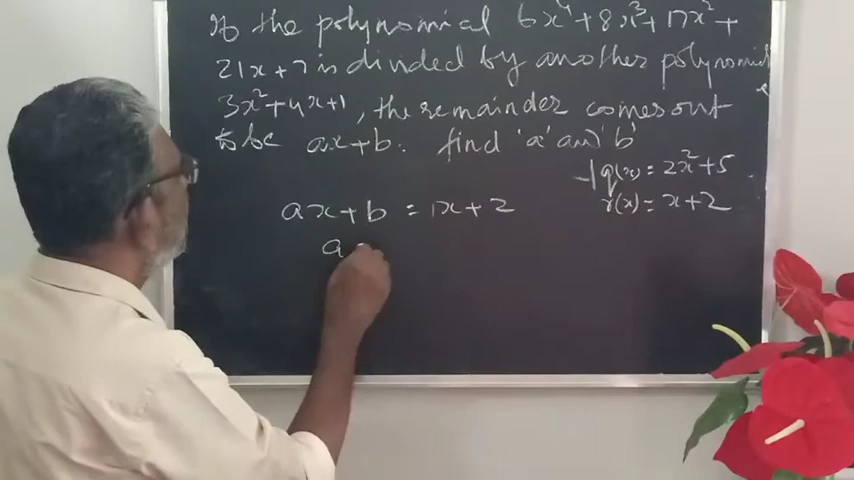 If the polynomial 6x⁴+8x³+17x²+
21x+7 is divided by another polynomial
3x²+4x+1, the remainder comes out
to be ax+b. find 'a' and 'b'
q(x) = 2x²+5
r(x) = x+2
ax+b = 1x+2
a